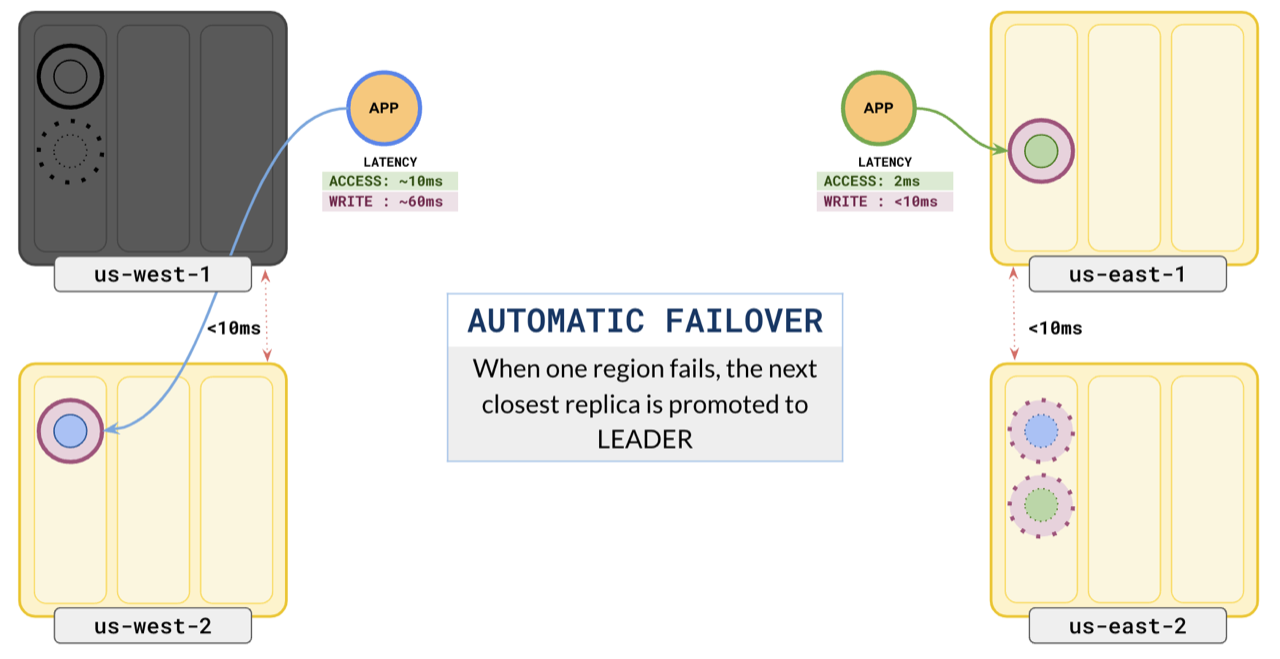 APP
LATENCY
ACCESS: ~10ms
WRITE : ~60ms
APP
LATENCY
ACCESS: 2ms
WRITE : <10ms
us-west-1
us-east-1
<10ms
<10ms
AUTOMATIC FAILOVER
When one region fails, the next
closest replica is promoted to
LEADER
us-west-2
us-east-2